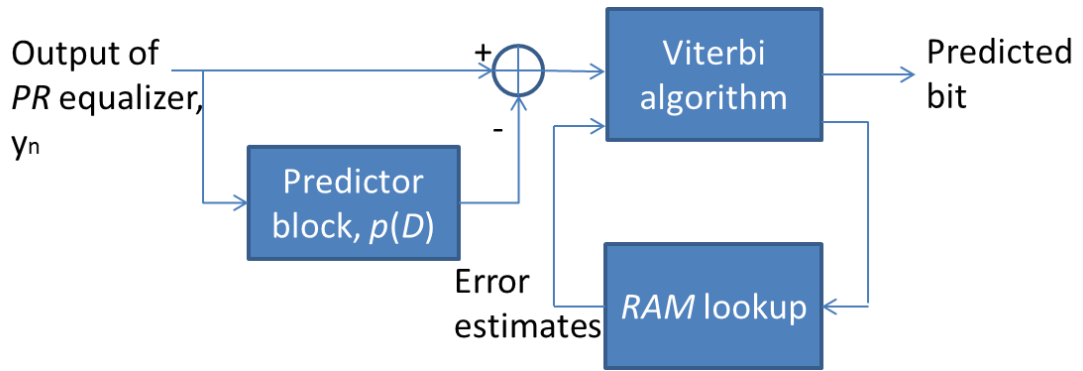 Output of
PR equalizer,
yn
+
-
Predictor
block, p(D)
Viterbi
algorithm
Predicted
bit
Error
estimates
RAM lookup